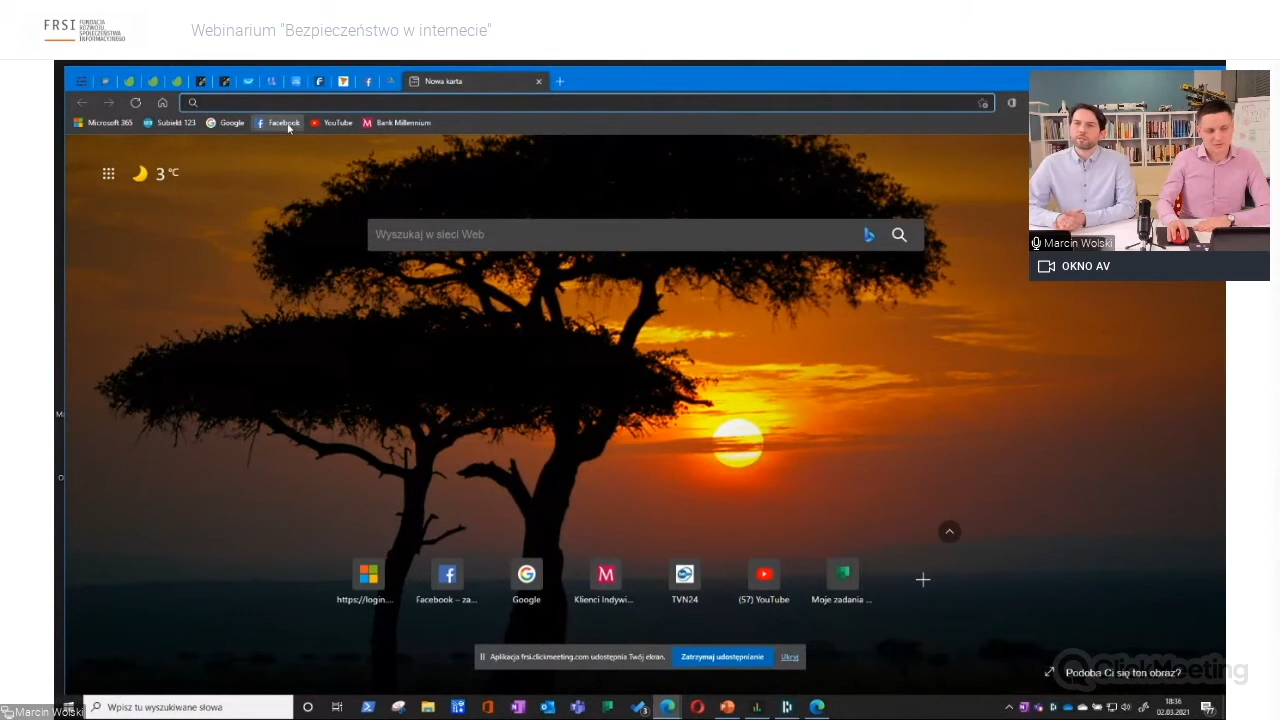 FRSI FUNDACJA ROZWOJU SPOŁECZEŃSTWA INFORMACYJNEGO
Webinarium "Bezpieczeństwo w internecie"
Nowa karta
Microsoft 365 Subiekt 123 Google Facebook YouTube Bank Millennium
3 °C
Wyszukaj w sieci Web
Marcin Wolski
OKNO AV
https://login.... Facebook – za... Google Klienci Indywi... TVN24 (57) YouTube Moje zadania ...
Aplikacja frsi.clickmeeting.com udostępnia Twój ekran. Zatrzymaj udostępnianie Ukryj
Podoba Ci się ten obraz?
ClickMeeting
Marcin Wolski
Wpisz tu wyszukiwane słowa
18:36
02.03.2021